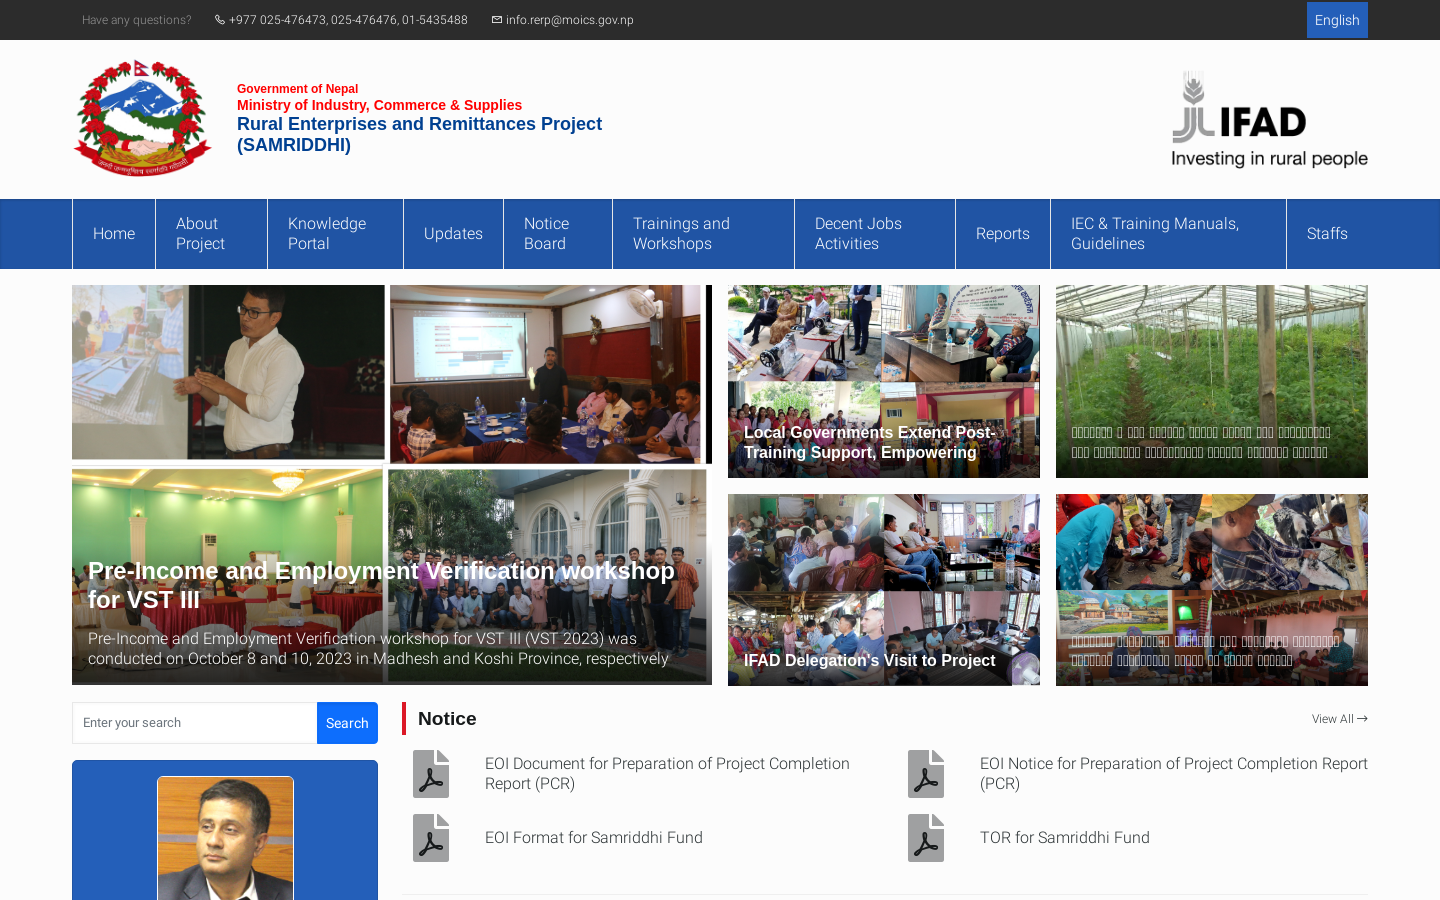 Have any questions?
+977 025-476473, 025-476476, 01-5435488
info.rerp@moics.gov.np
English
Government of Nepal
Ministry of Industry, Commerce & Supplies
Rural Enterprises and Remittances Project
(SAMRIDDHI)
IFAD
Investing in rural people
Home
About
Project
Knowledge
Portal
Updates
Notice
Board
Trainings and
Workshops
Decent Jobs
Activities
Reports
IEC & Training Manuals,
Guidelines
Staffs
Pre-Income and Employment Verification workshop
for VST III
Pre-Income and Employment Verification workshop for VST III (VST 2023) was
conducted on October 8 and 10, 2023 in Madhesh and Koshi Province, respectively
Local Governments Extend Post-
Training Support, Empowering
IFAD Delegation's Visit to Project
Enter your search
Search
Notice
View All
EOI Document for Preparation of Project Completion
Report (PCR)
EOI Notice for Preparation of Project Completion Report
(PCR)
EOI Format for Samriddhi Fund
TOR for Samriddhi Fund